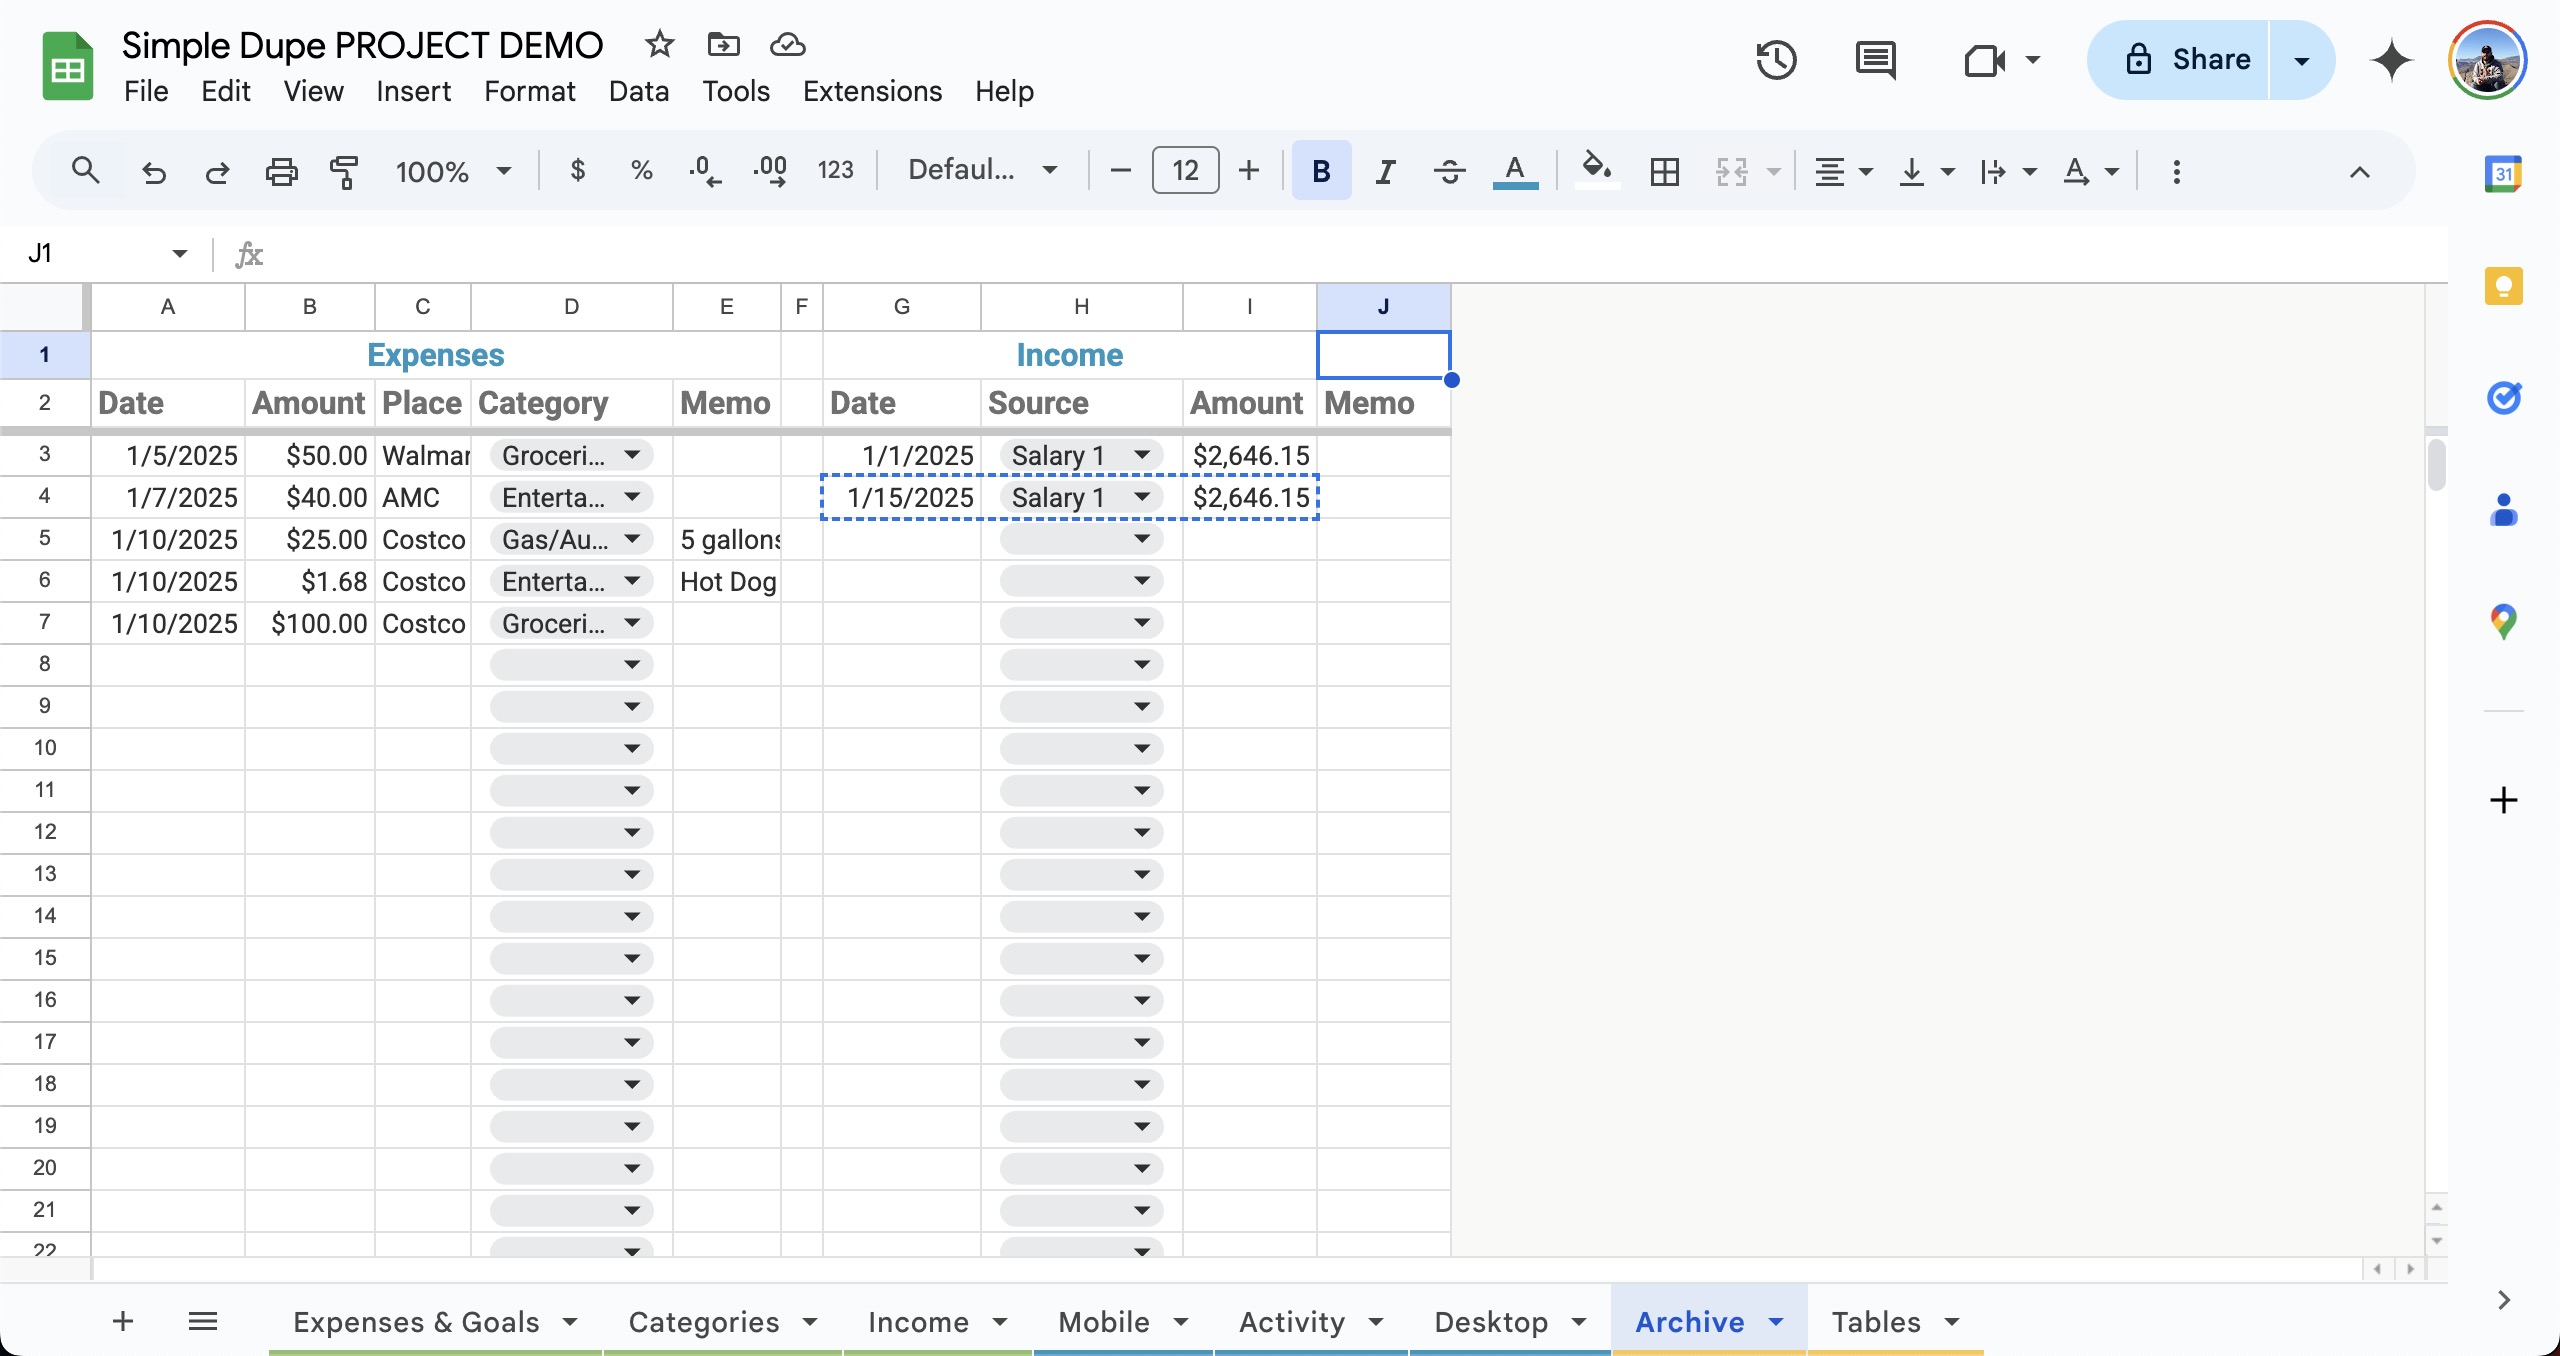 Simple Dupe PROJECT DEMO
File Edit View Insert Format Data Tools Extensions Help
Share
100% $ % .0 .00 123 Defaul... 12 B I S A
31
J1 fx
A B C D E F G H I J
1 Expenses Income
2 Date Amount Place Category Memo Date Source Amount Memo
3 1/5/2025 $50.00 Walmar Groceri... 1/1/2025 Salary 1 $2,646.15
4 1/7/2025 $40.00 AMC Enterta... 1/15/2025 Salary 1 $2,646.15
5 1/10/2025 $25.00 Costco Gas/Au... 5 gallons
6 1/10/2025 $1.68 Costco Enterta... Hot Dog
7 1/10/2025 $100.00 Costco Groceri...
8
9
10
11
12
13
14
15
16
17
18
19
20
21
22
Expenses & Goals Categories Income Mobile Activity Desktop Archive Tables